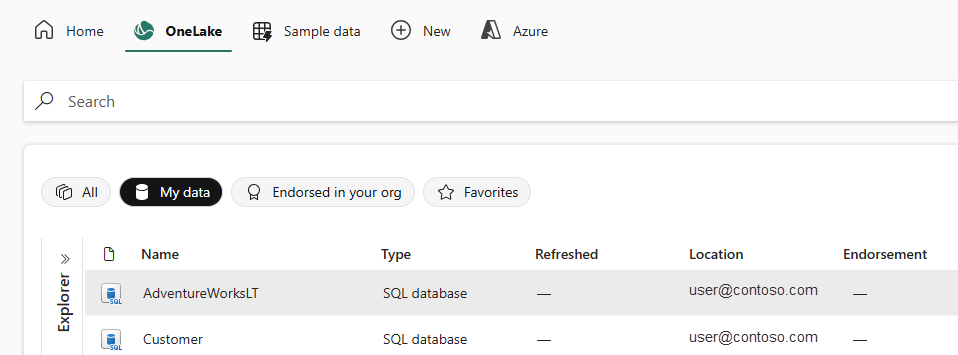 Home OneLake Sample data New Azure
Search
All My data Endorsed in your org Favorites
Explorer
Name Type Refreshed Location Endorsement
SQL AdventureWorksLT SQL database — user@contoso.com —
SQL Customer SQL database — user@contoso.com —